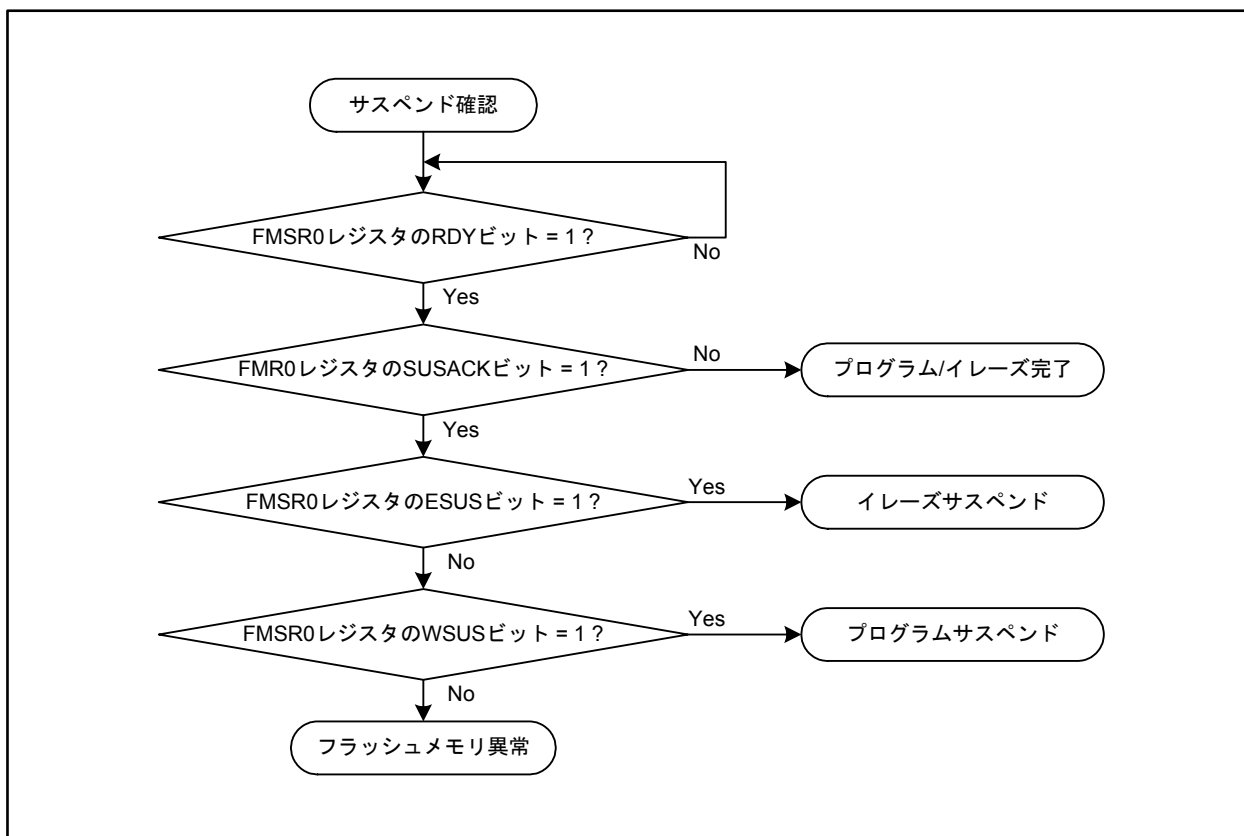 サスペンド確認
FMSR0レジスタのRDYビット = 1 ?
No
Yes
FMR0レジスタのSUSACKビット = 1 ?
No
プログラム/イレーズ完了
Yes
FMSR0レジスタのESUSビット = 1 ?
Yes
イレーズサスペンド
No
FMSR0レジスタのWSUSビット = 1 ?
Yes
プログラムサスペンド
No
フラッシュメモリ異常